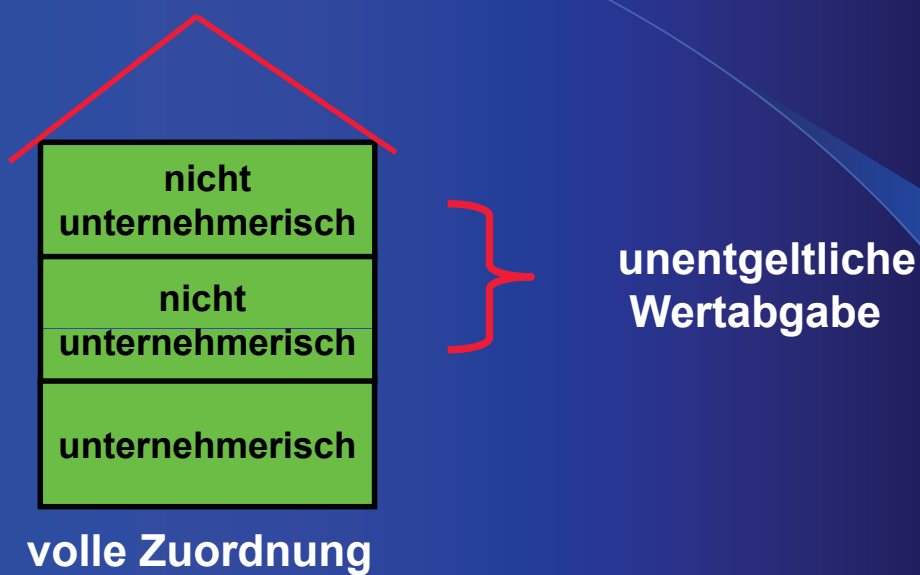 nicht
unternehmerisch
nicht
unternehmerisch
unternehmerisch
volle Zuordnung
unentgeltliche
Wertabgabe